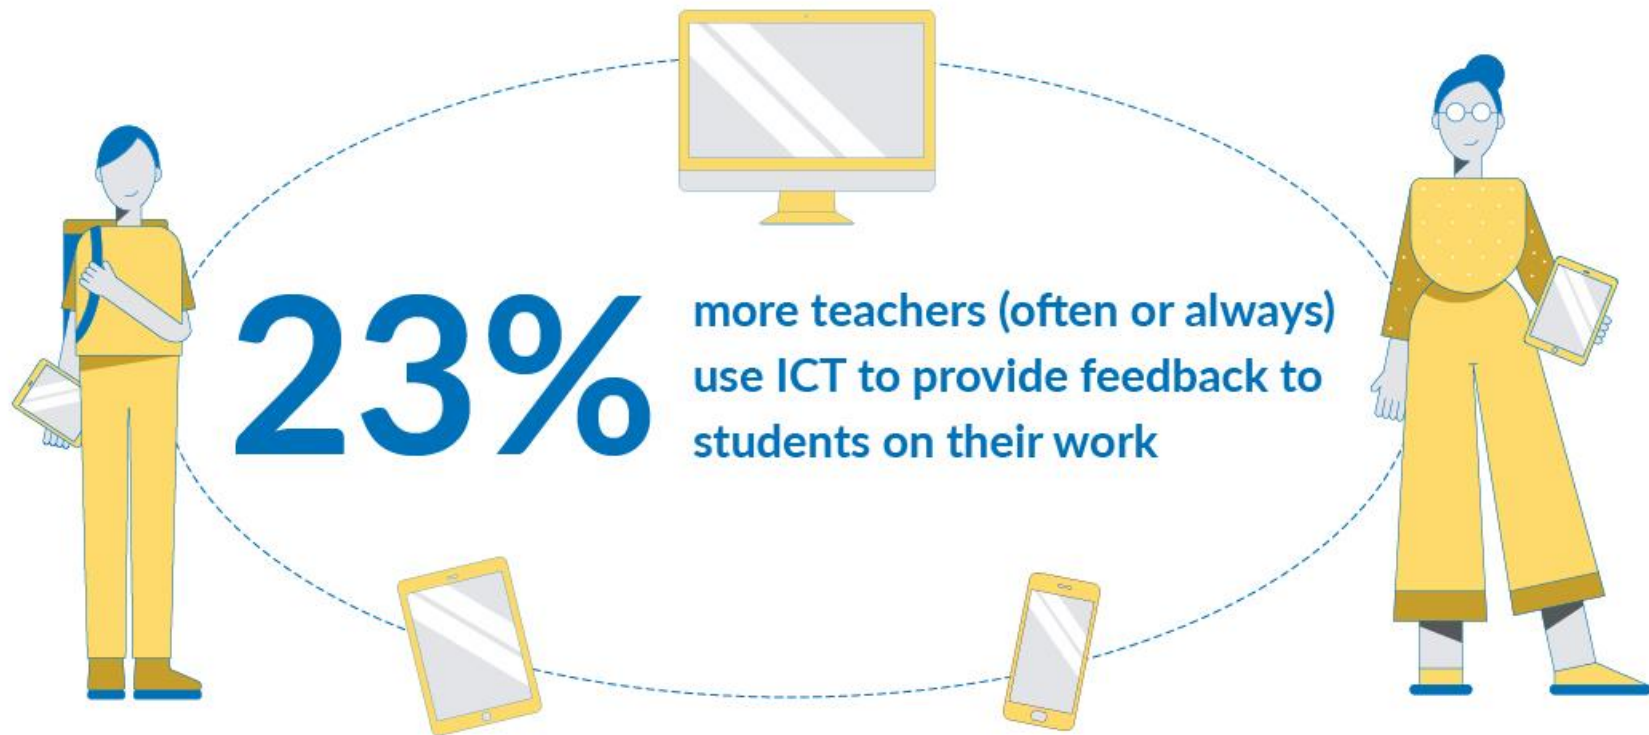 23%
more teachers (often or always)
use ICT to provide feedback to
students on their work